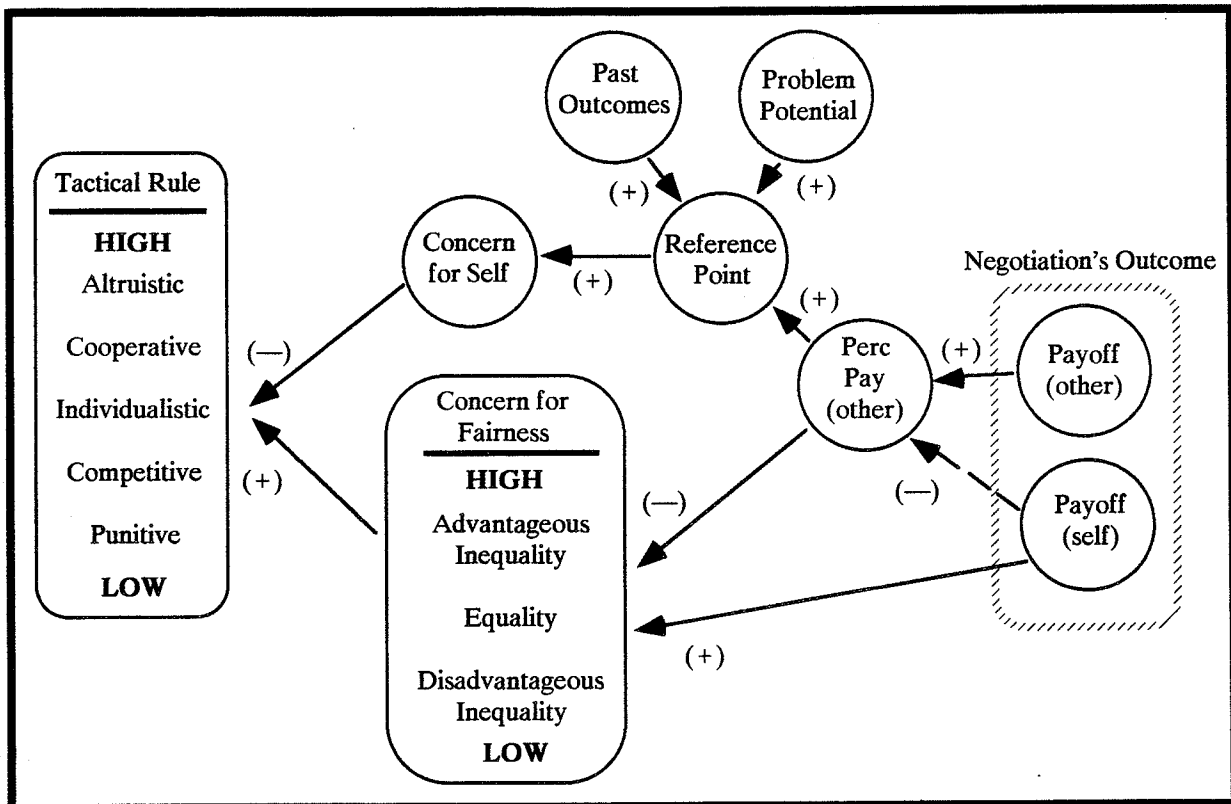 Past
Outcomes
Problem
Potential
(+)
(+)
Tactical Rule
HIGH
Altruistic
Cooperative
Individualistic
Competitive
Punitive
LOW
Concern
for Self
(+)
Reference
Point
(+)
Negotiation's Outcome
Perc
Pay
(other)
(+)
Payoff
(other)
(—)
Payoff
(self)
(—)
(+)
Concern for
Fairness
HIGH
Advantageous
Inequality
Equality
Disadvantageous
Inequality
LOW
(—)
(+)